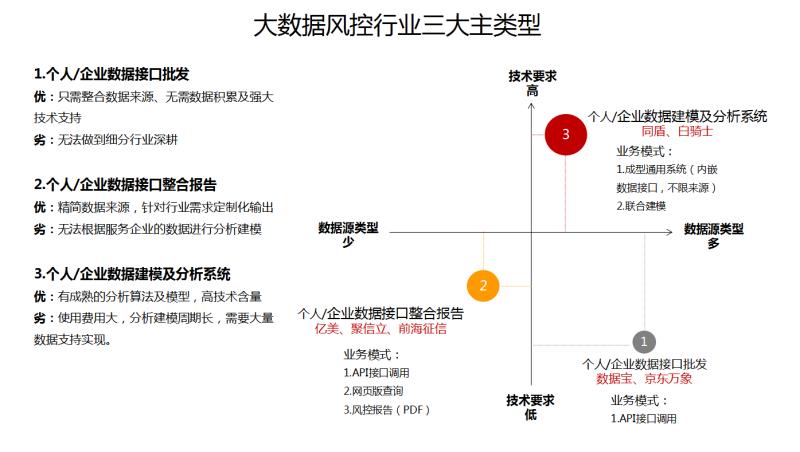 大数据风控行业三大主类型
1.个人/企业数据接口批发
优：只需整合数据来源、无需数据积累及强大
技术支持
劣：无法做到细分行业深耕
2.个人/企业数据接口整合报告
优：精简数据来源，针对行业需求定制化输出
劣：无法根据服务企业的数据进行分析建模
3.个人/企业数据建模及分析系统
优：有成熟的分析算法及模型，高技术含量
劣：使用费用大，分析建模周期长，需要大量
数据支持实现。
技术要求
高
3
个人/企业数据建模及分析系统
同盾、白骑士
业务模式：
1.成型通用系统（内嵌
数据接口，不限来源）
2.联合建模
数据源类型
少
数据源类型
多
2
个人/企业数据接口整合报告
亿美、聚信立、前海征信
业务模式：
1.API接口调用
2.网页版查询
3.风控报告（PDF）
1
个人/企业数据接口批发
数据宝、京东万象
业务模式：
1.API接口调用
技术要求
低